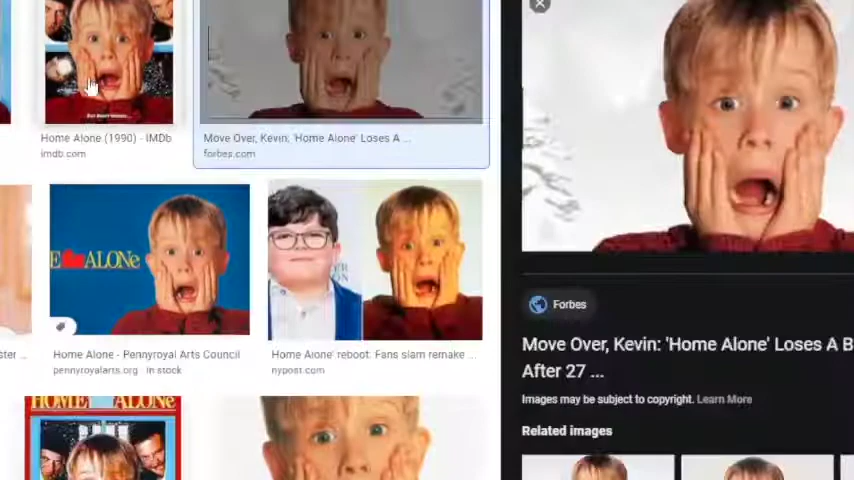 Home Alone (1990) - IMDb
imdb.com
Move Over, Kevin: 'Home Alone' Loses A ...
forbes.com
E ALONe
ster ...
Home Alone - Pennyroyal Arts Council
pennyroyalarts.org · In stock
Home Alone' reboot: Fans slam remake ...
nypost.com
HOME ALONe
Forbes
Move Over, Kevin: 'Home Alone' Loses A B
After 27 ...
Images may be subject to copyright. Learn More
Related images